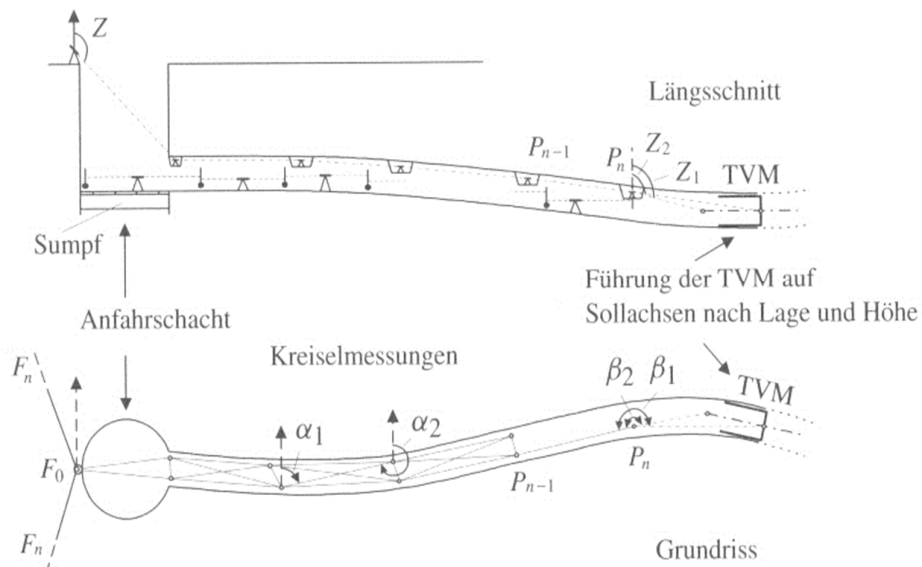 Z
Längsschnitt
P_{n-1}
P_n
Z_2
Z_1
TVM
Sumpf
Führung der TVM auf
Sollachsen nach Lage und Höhe
Anfahrschacht
Kreiselmessungen
F_n
β_2
β_1
TVM
α_1
α_2
F_0
P_n
P_{n-1}
F_n
Grundriss